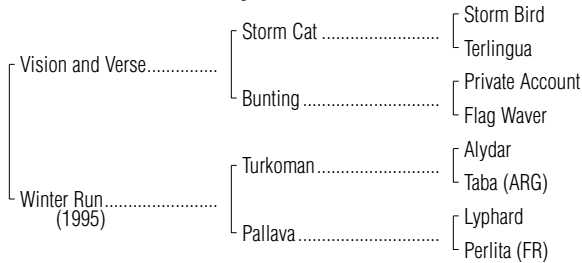 Storm Bird
Storm Cat ............................
Terlingua
Vision and Verse................
Private Account
Bunting ................................
Flag Waver
Alydar
Turkoman............................
Taba (ARG)
Winter Run..........................
(1995)
Lyphard
Pallava .................................
Perlita (FR)